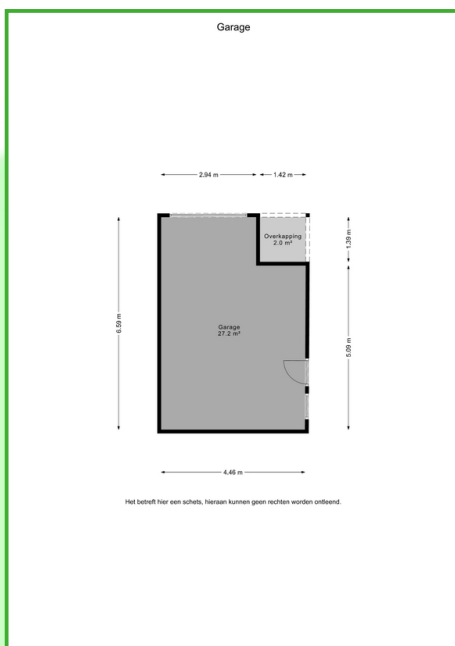 Garage
2.94 m
1.42 m
Overkapping
2.0 m²
1.39 m
6.59 m
Garage
27.2 m²
5.09 m
4.46 m
Het betreft hier een schets, hieraan kunnen geen rechten worden ontleend.